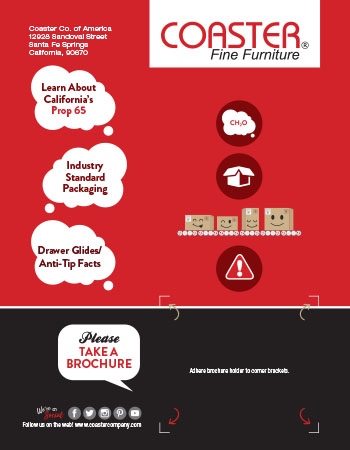 Coaster Co. of America
12928 Sandoval Street
Santa Fe Springs
California, 90670
COASTER®
Fine Furniture
Learn About
California's
Prop 65
CH₂O
Industry
Standard
Packaging
Drawer Glides/
Anti-Tip Facts
Please
TAKE A
BROCHURE
Adhere brochure holder to corner brackets.
We're on
Social
Follow us on the web! www.coastercompany.com